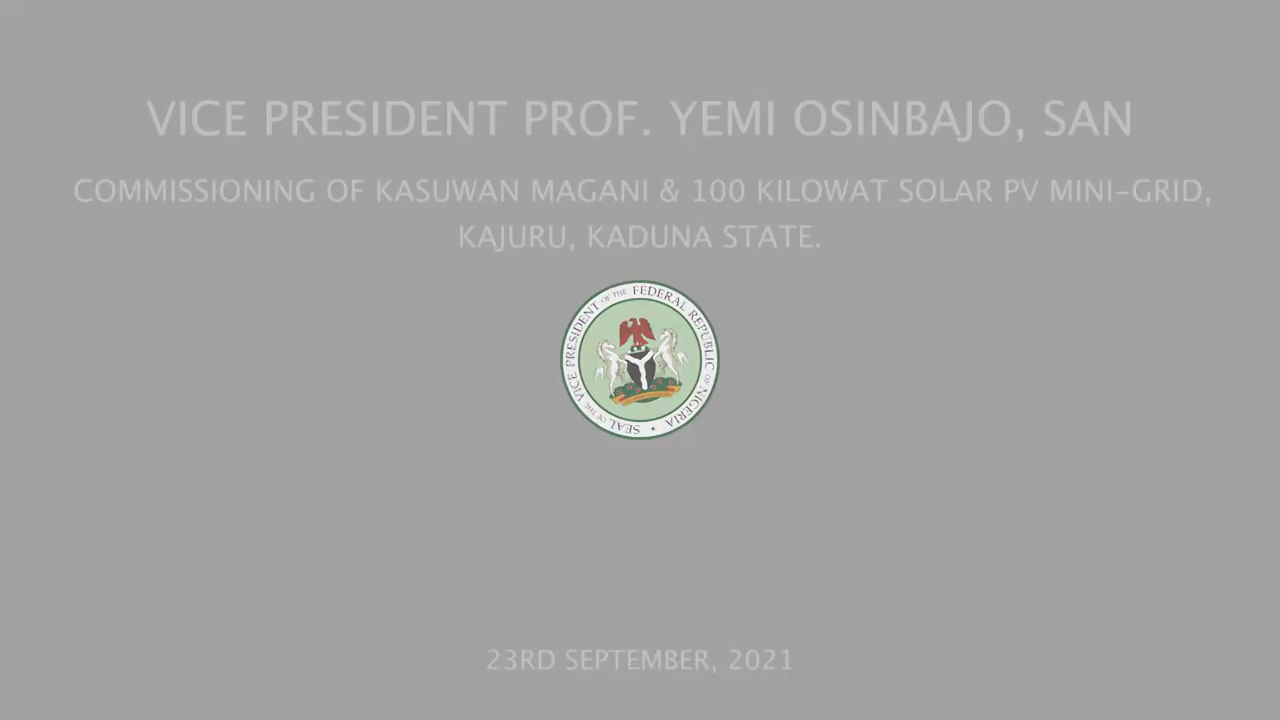 VICE PRESIDENT PROF. YEMI OSINBAJO, SAN
COMMISSIONING OF KASUWAN MAGANI & 100 KILOWAT SOLAR PV MINI-GRID,
KAJURU, KADUNA STATE.
SEAL OF THE VICE PRESIDENT OF THE FEDERAL REPUBLIC OF NIGERIA
23RD SEPTEMBER, 2021